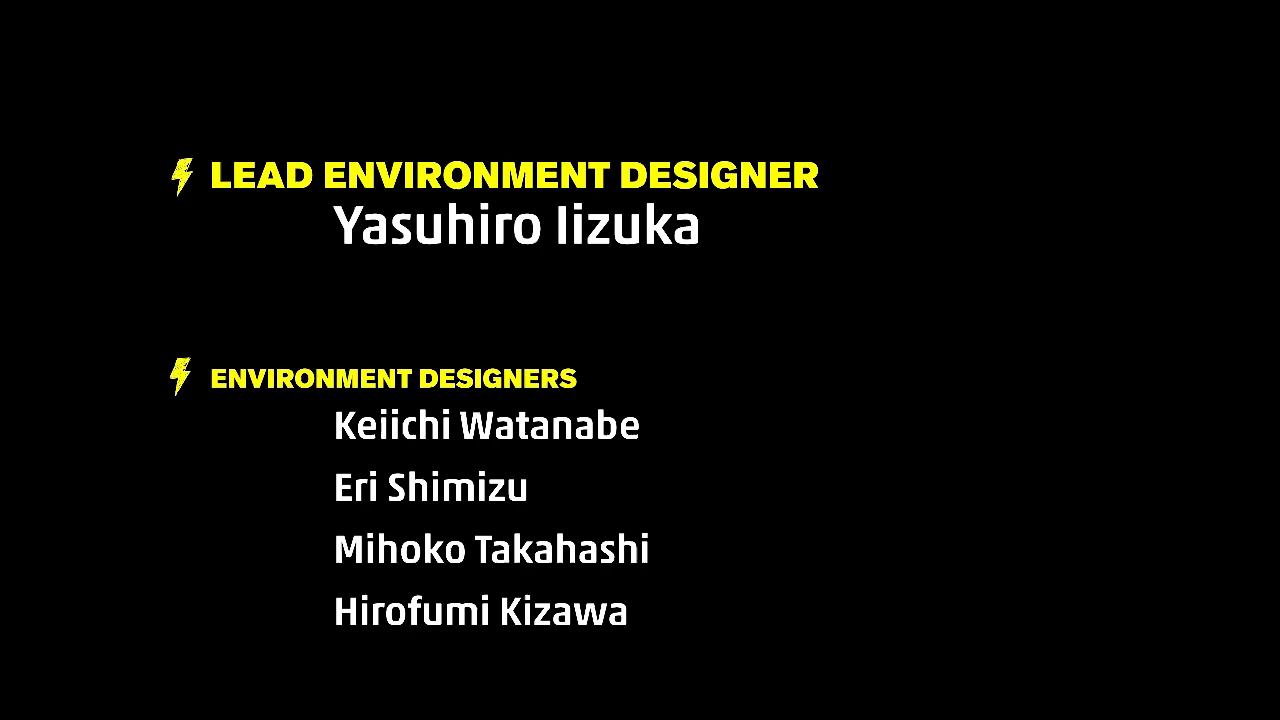 LEAD ENVIRONMENT DESIGNER
Yasuhiro Iizuka
ENVIRONMENT DESIGNERS
Keiichi Watanabe
Eri Shimizu
Mihoko Takahashi
Hirofumi Kizawa